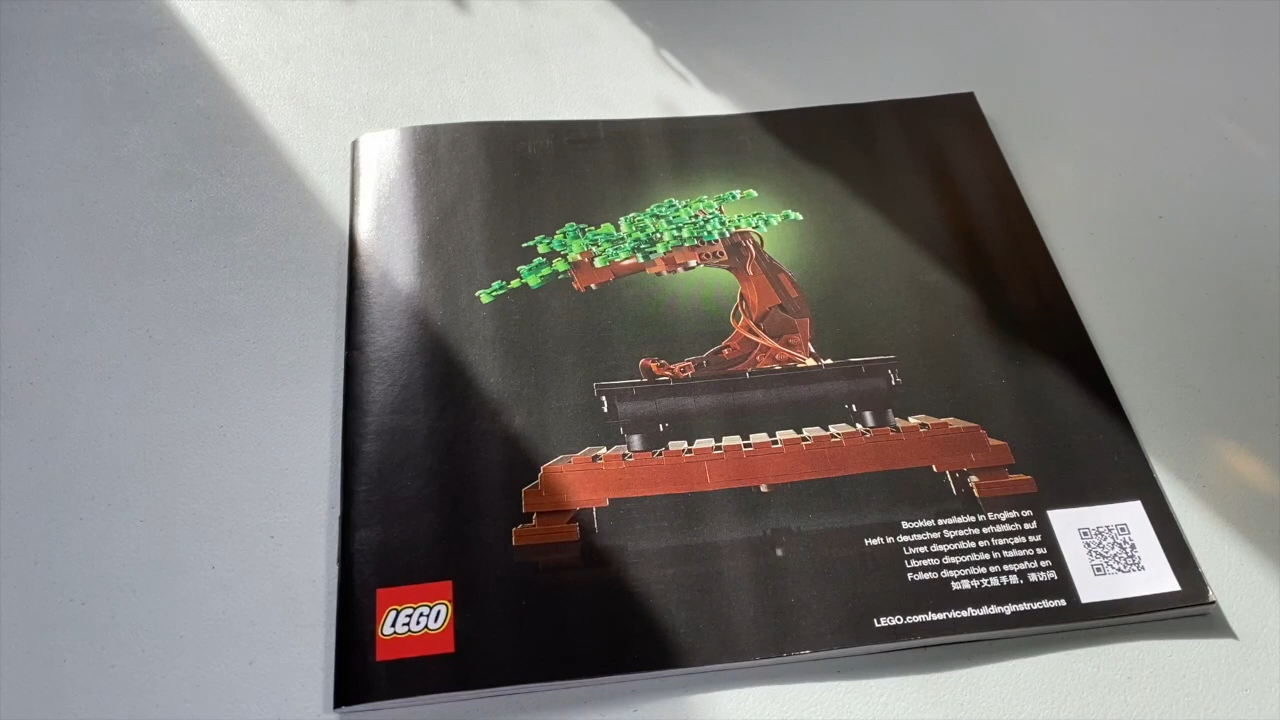 Booklet available in English on
Heft in deutscher Sprache erhältlich auf
Livret disponible en français sur
Libretto disponibile in Italiano su
Folleto disponible en español en
如需中文版手册，请访问
LEGO.com/service/buildinginstructions
LEGO